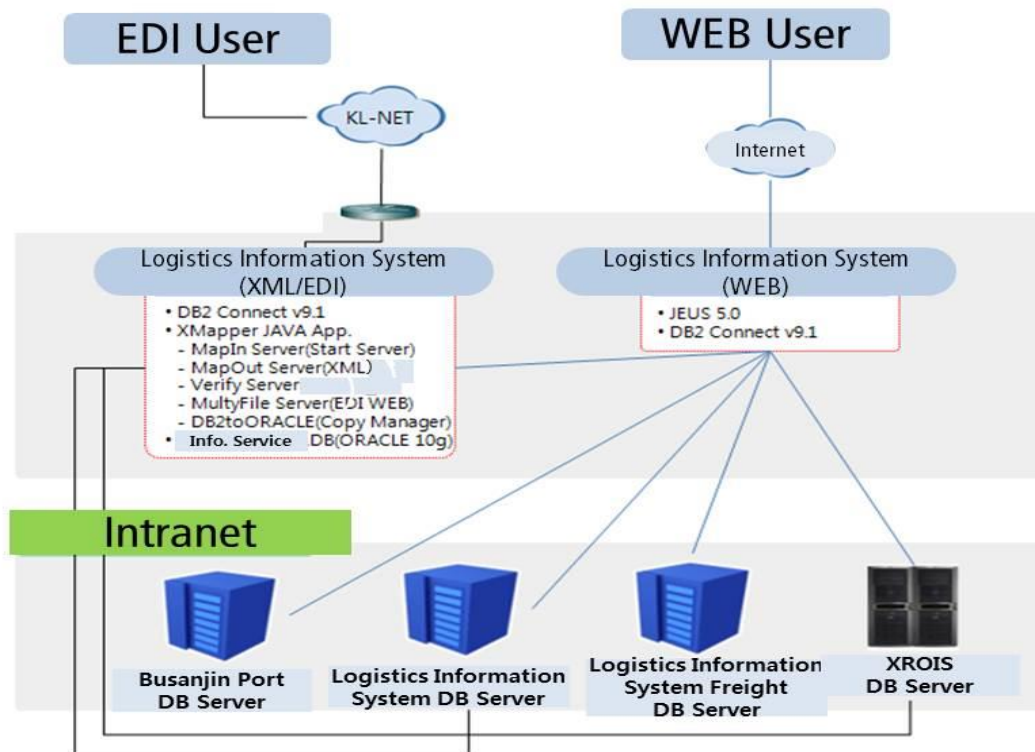 EDI User
WEB User
KL-NET
Internet
Logistics Information System
(XML/EDI)
• DB2 Connect v9.1
• XMapper JAVA App.
- MapIn Server(Start Server)
- MapOut Server(XML)
- Verify Server
- MultyFile Server(EDI WEB)
- DB2toORACLE(Copy Manager)
• Info. Service DB(ORACLE 10g)
Logistics Information System
(WEB)
• JEUS 5.0
• DB2 Connect v9.1
Intranet
Busanjin Port
DB Server
Logistics Information
System DB Server
Logistics Information
System Freight
DB Server
XROIS
DB Server